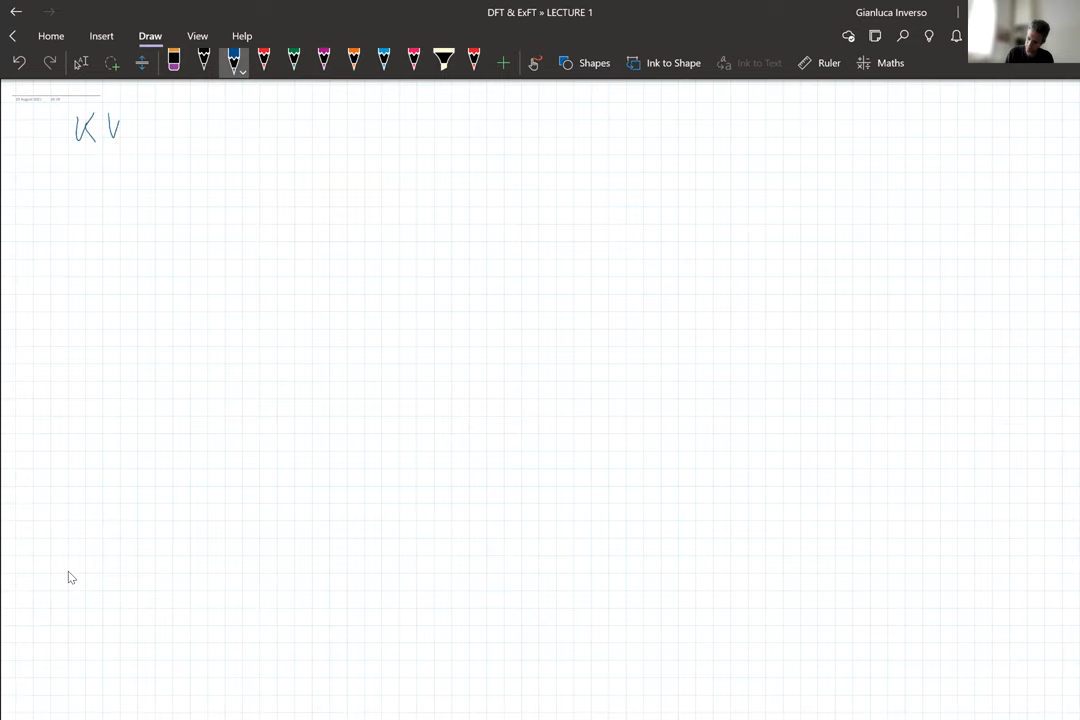 DFT & ExFT » LECTURE 1
Gianluca Inverso
Home Insert Draw View Help
Shapes Ink to Shape Ink to Text Ruler Maths
K V